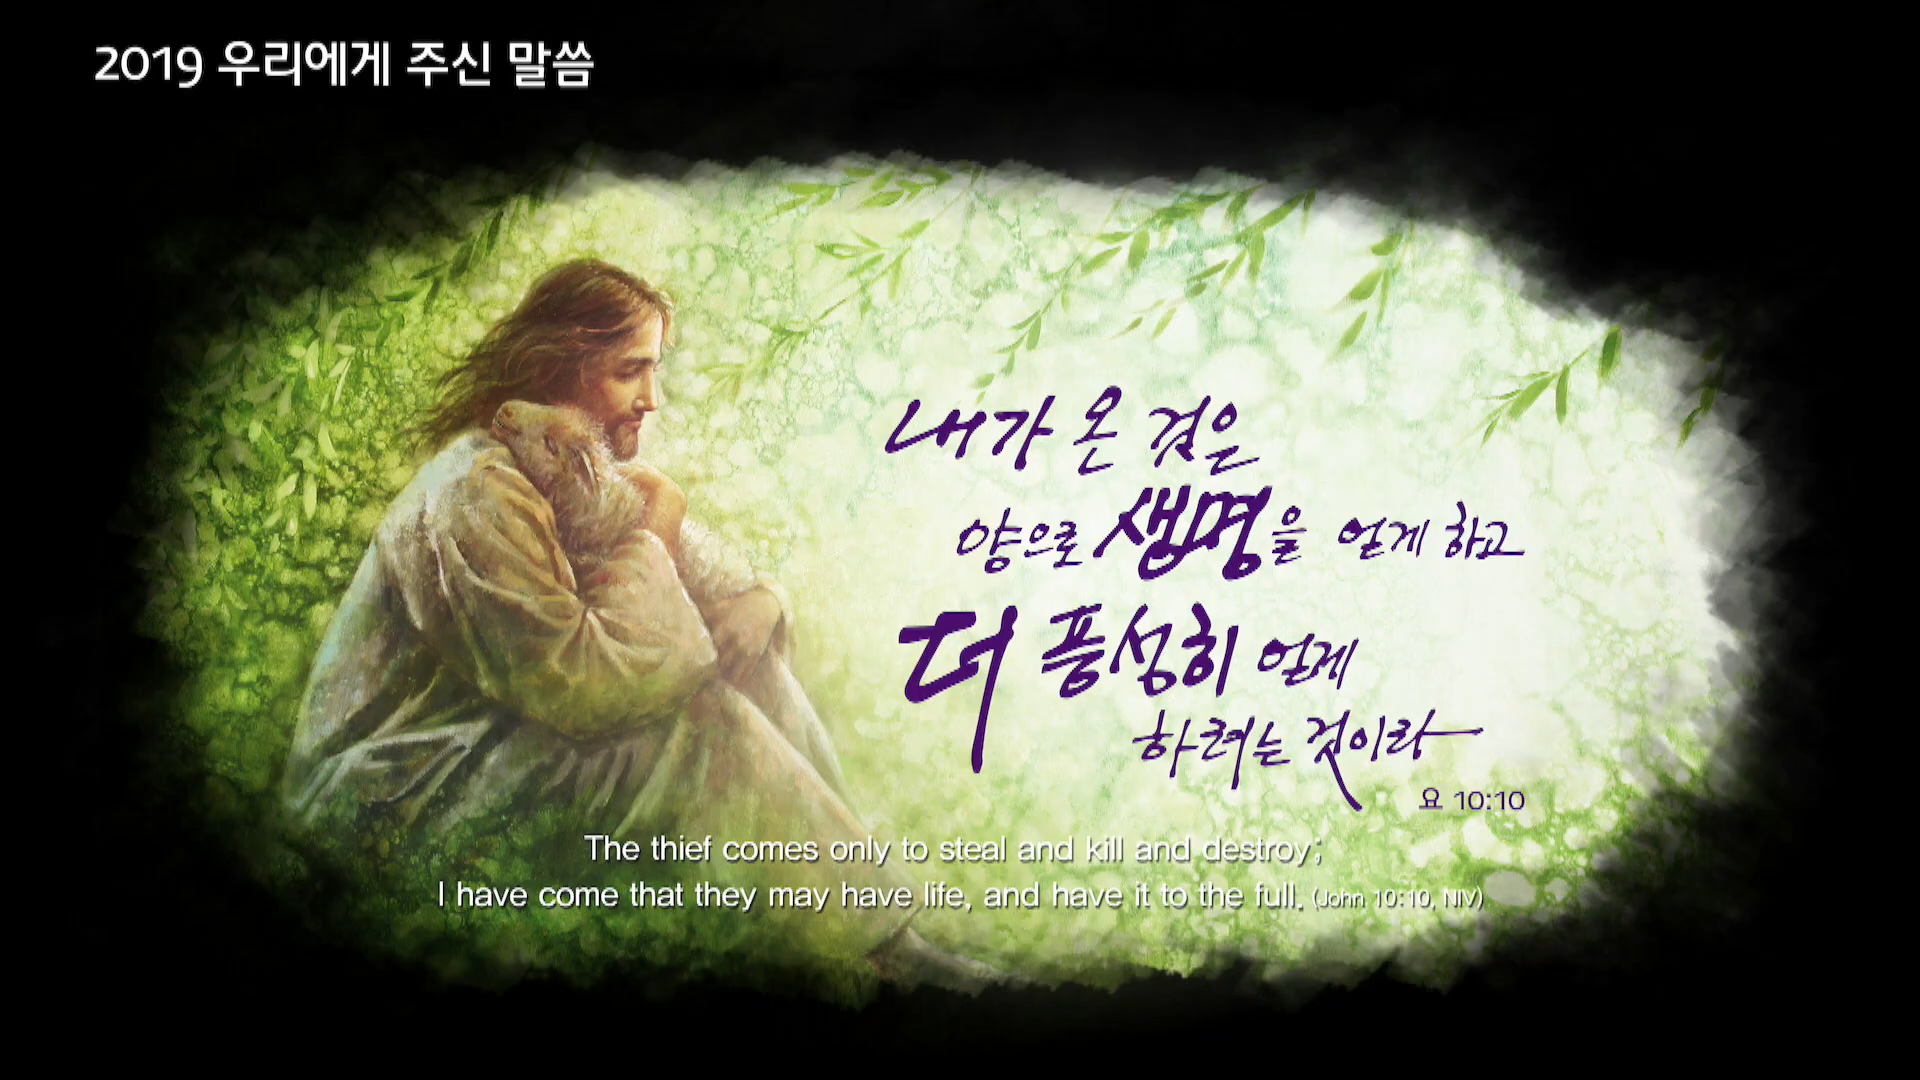 2019 우리에게 주신 말씀
내가 온 것은
양으로 생명을 얻게 하고
더 풍성히 얻게
하려는 것이라
요 10:10
The thief comes only to steal and kill and destroy;
I have come that they may have life, and have it to the full. (John 10:10, NIV)